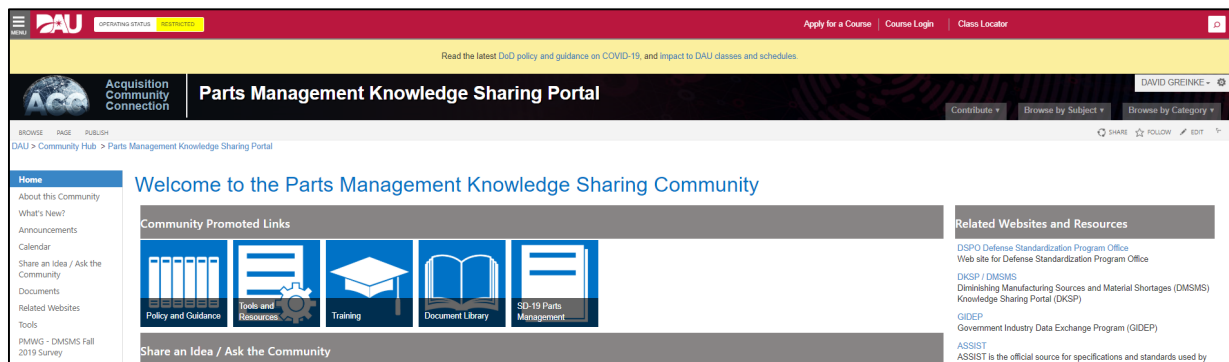 MENU
DAU
OPERATING STATUS RESTRICTED
Apply for a Course Course Login Class Locator
Read the latest DoD policy and guidance on COVID-19, and impact to DAU classes and schedules.
ACC
Acquisition
Community
Connection
Parts Management Knowledge Sharing Portal
DAVID GREINKE
Contribute Browse by Subject Browse by Category
BROWSE PAGE PUBLISH
SHARE FOLLOW EDIT
DAU > Community Hub > Parts Management Knowledge Sharing Portal
Home
About this Community
What's New?
Announcements
Calendar
Share an Idea / Ask the
Community
Documents
Related Websites
Tools
PMWG - DMSMS Fall
2019 Survey
Welcome to the Parts Management Knowledge Sharing Community
Community Promoted Links
Policy and Guidance
Tools and
Resources
Training
Document Library
SD-19 Parts
Management
Share an Idea / Ask the Community
Related Websites and Resources
DSPO Defense Standardization Program Office
Web site for Defense Standardization Program Office
DKSP / DMSMS
Diminishing Manufacturing Sources and Material Shortages (DMSMS)
Knowledge Sharing Portal (DKSP)
GIDEP
Government Industry Data Exchange Program (GIDEP)
ASSIST
ASSIST is the official source for specifications and standards used by